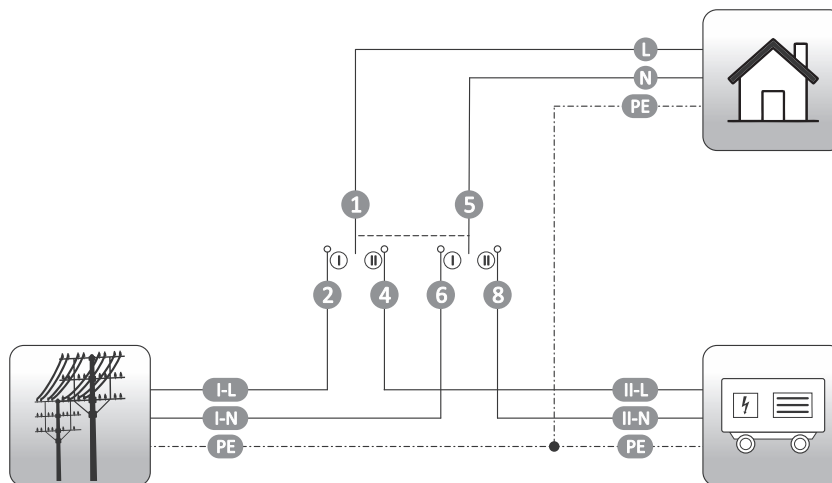 L
N
PE
1 5
I II I II
2 4 6 8
I-L II-L
I-N II-N
PE PE